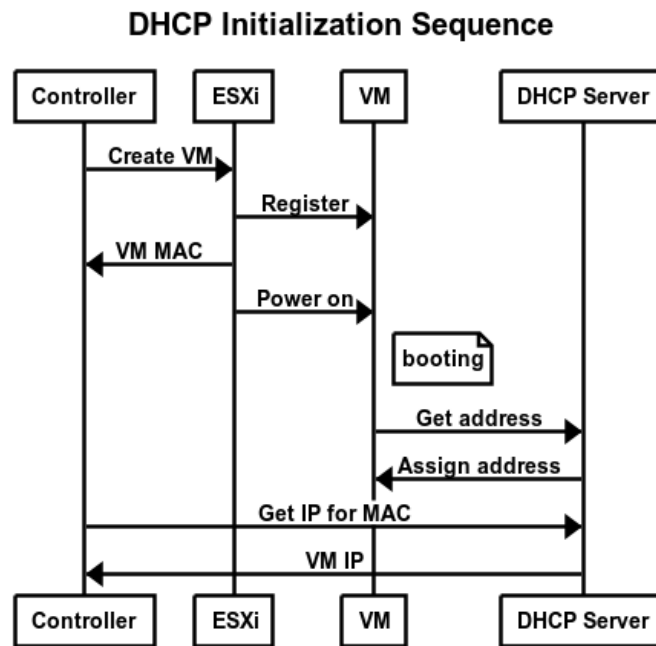 DHCP Initialization Sequence
Controller ESXi VM DHCP Server
Create VM
Register
VM MAC
Power on
booting
Get address
Assign address
Get IP for MAC
VM IP
Controller ESXi VM DHCP Server